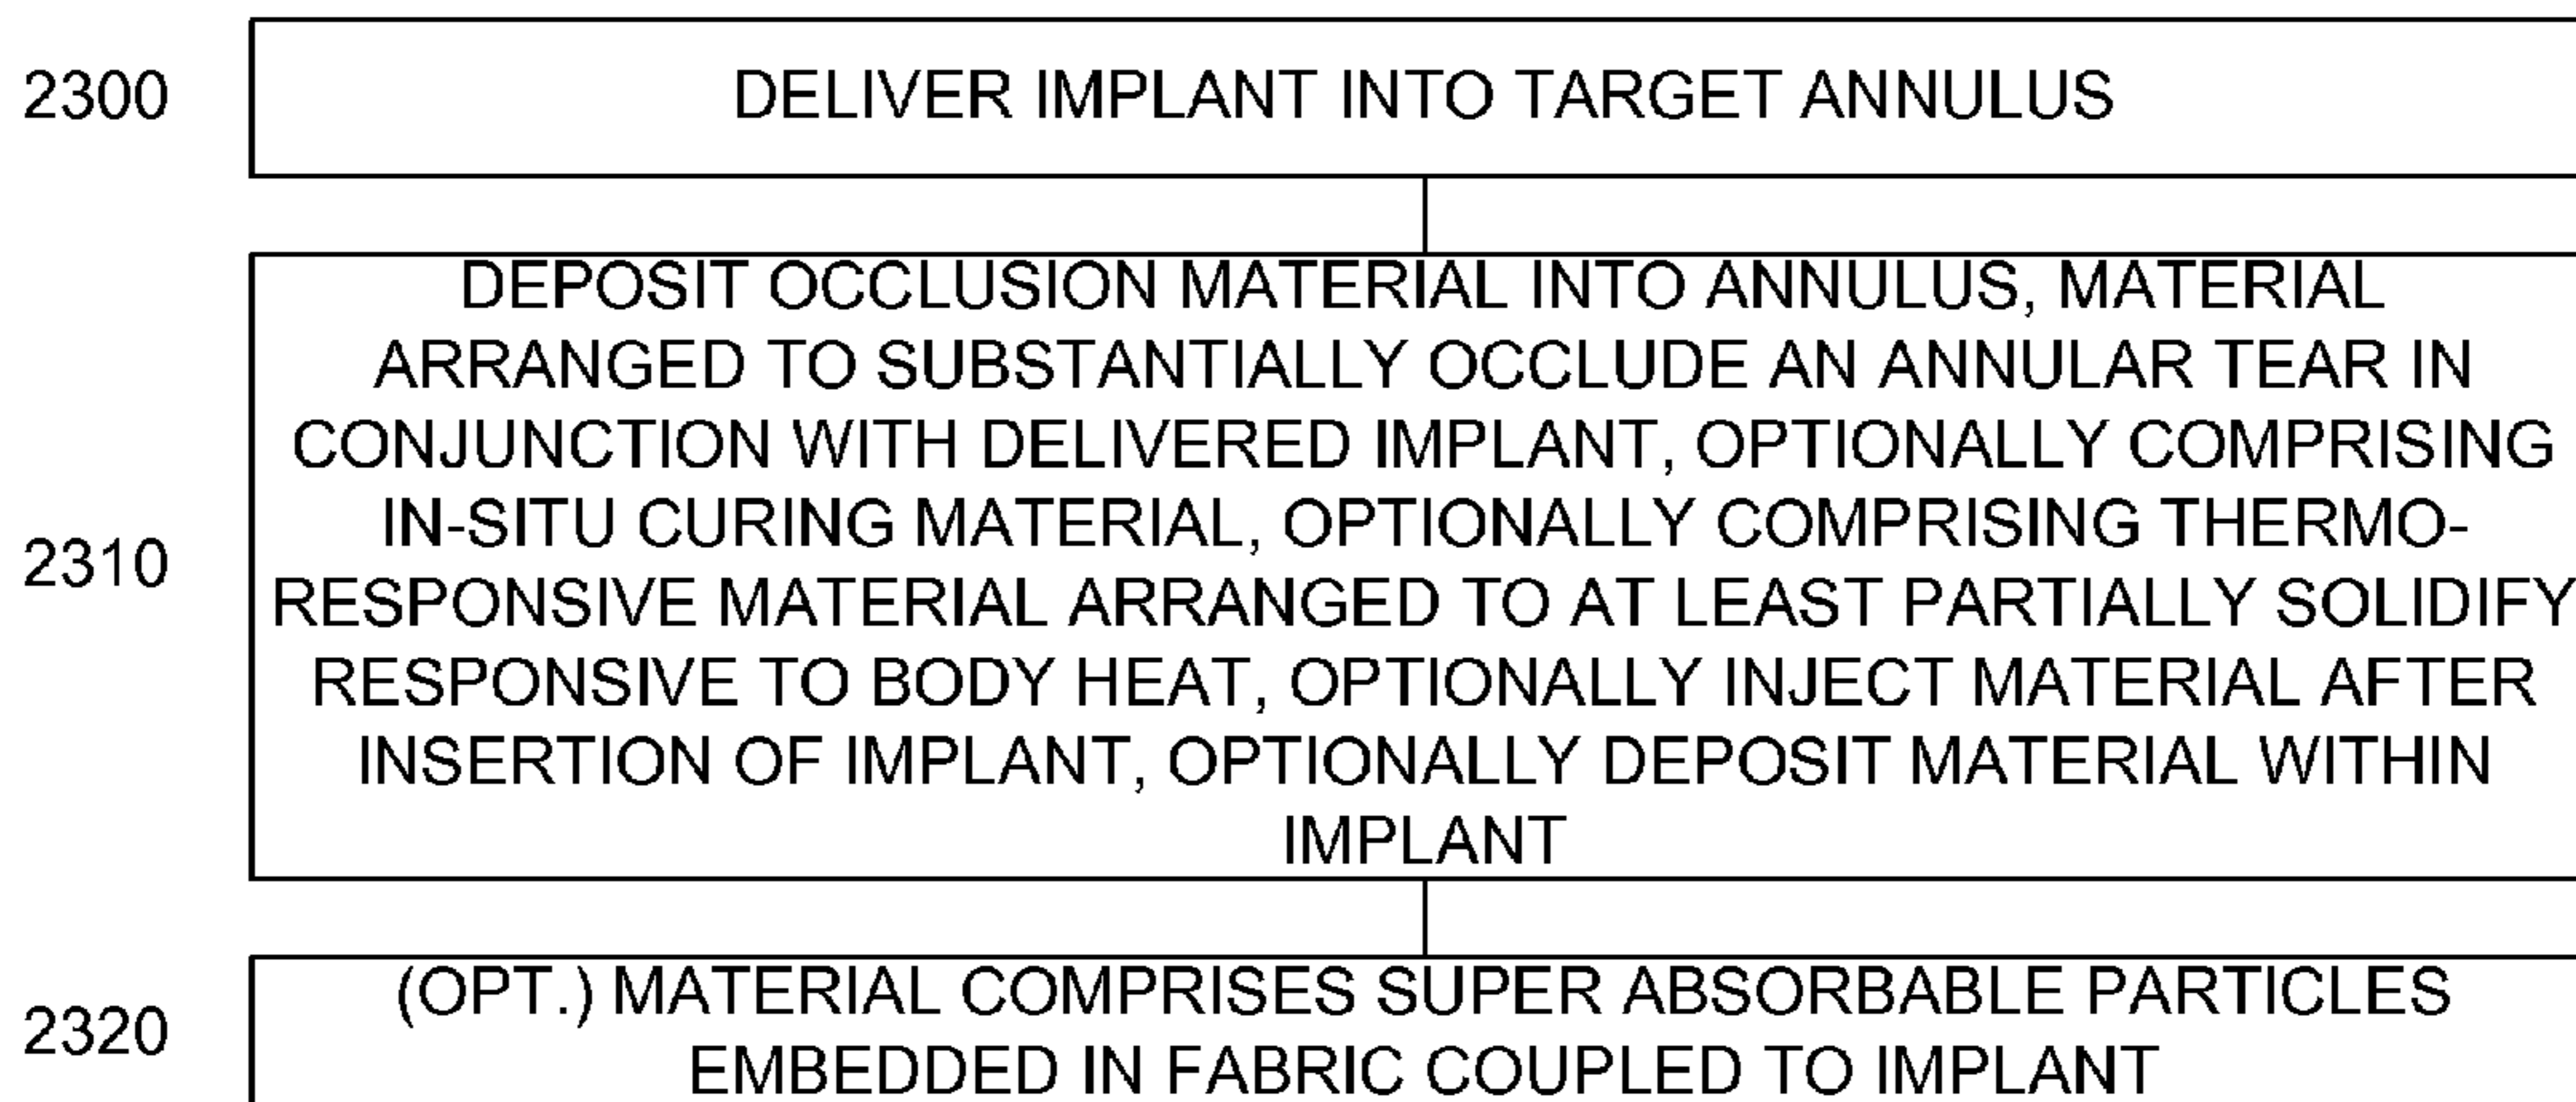 2300
DELIVER IMPLANT INTO TARGET ANNULUS
2310
DEPOSIT OCCLUSION MATERIAL INTO ANNULUS, MATERIAL
ARRANGED TO SUBSTANTIALLY OCCLUDE AN ANNULAR TEAR IN
CONJUNCTION WITH DELIVERED IMPLANT, OPTIONALLY COMPRISING
IN-SITU CURING MATERIAL, OPTIONALLY COMPRISING THERMO-
RESPONSIVE MATERIAL ARRANGED TO AT LEAST PARTIALLY SOLIDIFY
RESPONSIVE TO BODY HEAT, OPTIONALLY INJECT MATERIAL AFTER
INSERTION OF IMPLANT, OPTIONALLY DEPOSIT MATERIAL WITHIN
IMPLANT
2320
(OPT.) MATERIAL COMPRISES SUPER ABSORBABLE PARTICLES
EMBEDDED IN FABRIC COUPLED TO IMPLANT